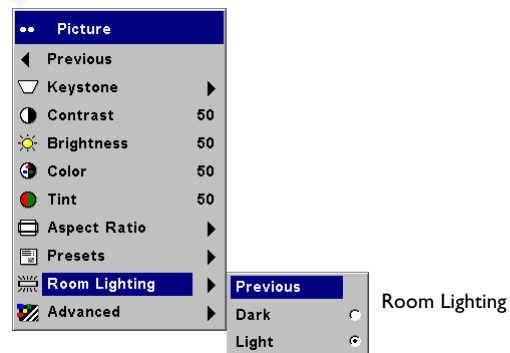 Picture
Previous
Keystone
Contrast 50
Brightness 50
Color 50
Tint 50
Aspect Ratio
Presets
Room Lighting
Advanced
Previous
Dark
Light
Room Lighting